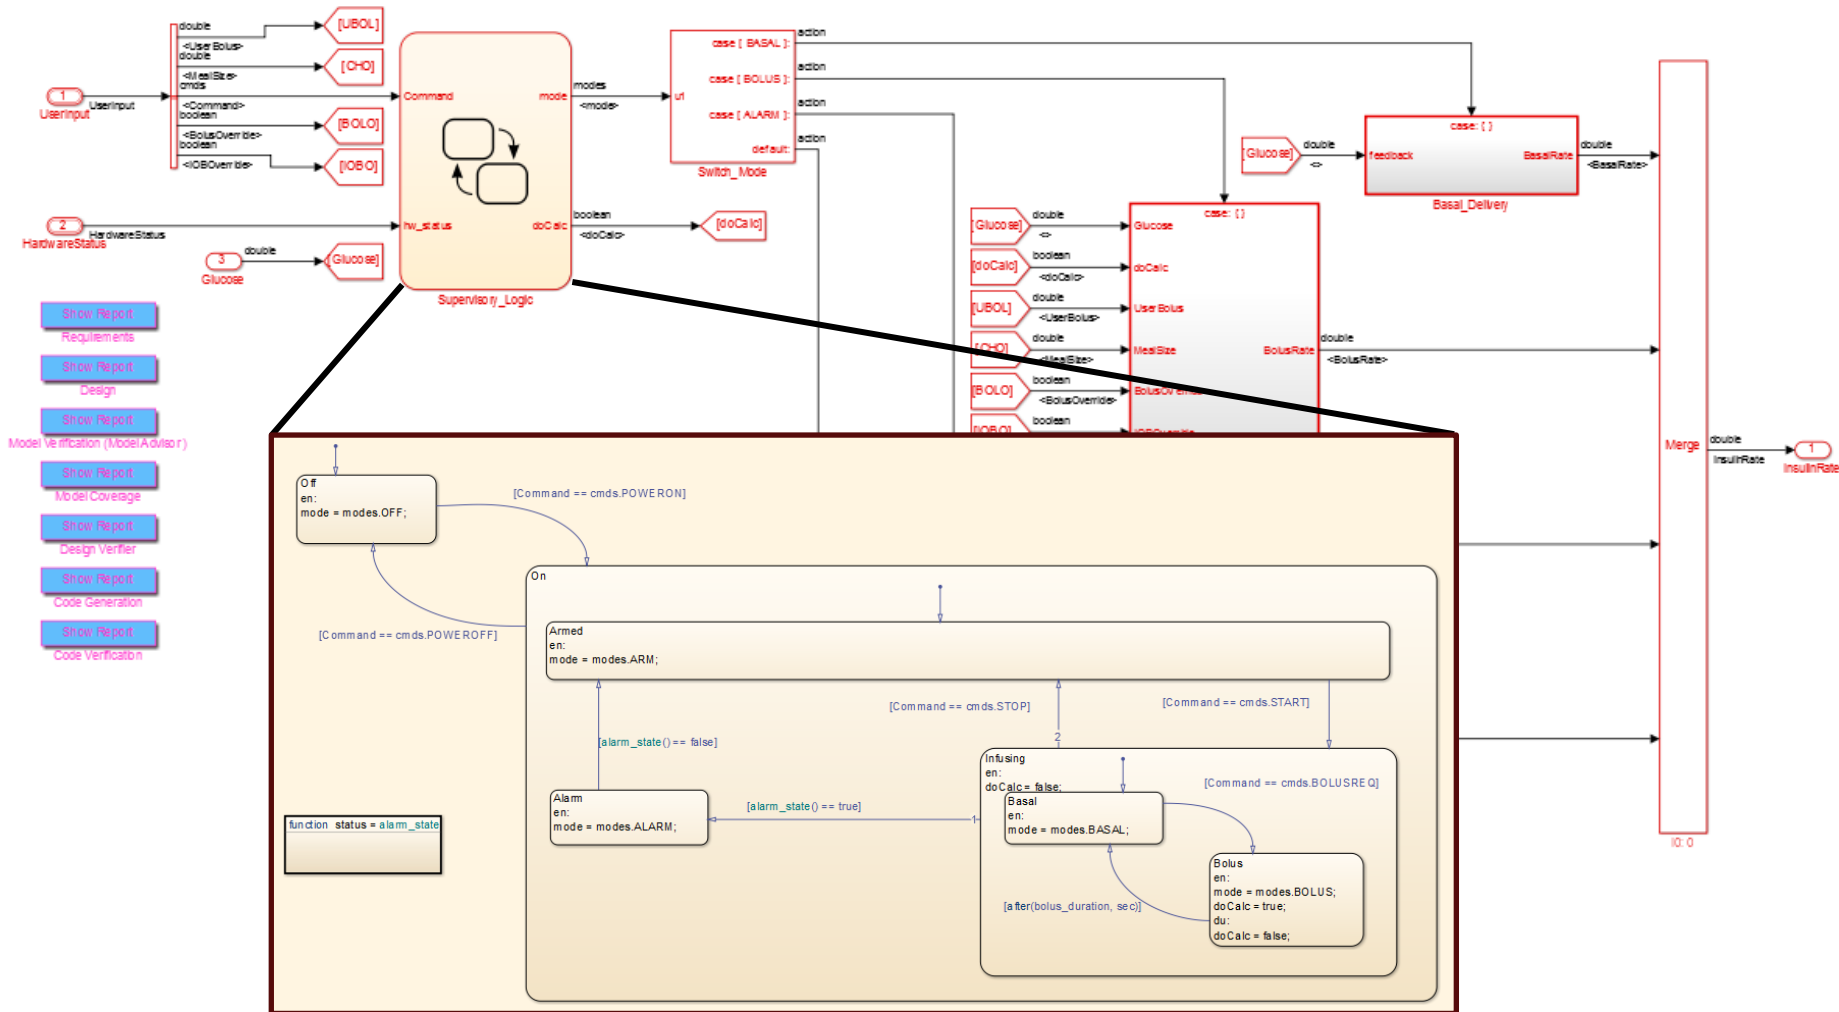 double
[UBOL]
<UserBolus>
double
[CHO]
<MealSize>
cmds
1
UserInput
UserInput
<Command>
boolean
[BOLO]
<BolusOverride>
boolean
[IOBO]
<IOBOverride>
2
HardwareStatus
HardwareStatus
3
Glucose
double
[Glucose]
Command
mode
hw_status
doCalc
Supervisory_Logic
modes
<mode>
boolean
<doCalc>
[doCalc]
u1
case [ BASAL ]:
case [ BOLUS ]:
case [ ALARM ]:
default:
Switch_Mode
action
action
action
action
[Glucose]
double
<>
case: { }
feedback
BasalRate
Basal_Delivery
double
<BasalRate>
[Glucose]
double
<>
[doCalc]
boolean
<doCalc>
[UBOL]
double
<UserBolus>
[CHO]
double
<MealSize>
[BOLO]
boolean
<BolusOverride>
[IOBO]
boolean
case: { }
Glucose
doCalc
UserBolus
MealSize
BolusOverride
IOBOverride
BolusRate
double
<BolusRate>
Merge
I0: 0
double
InsulinRate
1
InsulinRate
Show Report
Requirements
Show Report
Design
Show Report
Model Verification (Model Advisor)
Show Report
Model Coverage
Show Report
Design Verifier
Show Report
Code Generation
Show Report
Code Verification
Off
en:
mode = modes.OFF;
[Command == cmds.POWERON]
[Command == cmds.POWEROFF]
On
Armed
en:
mode = modes.ARM;
[Command == cmds.STOP]
[Command == cmds.START]
[alarm_state() == false]
2
Alarm
en:
mode = modes.ALARM;
[alarm_state() == true]
1
Infusing
en:
doCalc = false;
[Command == cmds.BOLUSREQ]
Basal
en:
mode = modes.BASAL;
[after(bolus_duration, sec)]
Bolus
en:
mode = modes.BOLUS;
doCalc = true;
du:
doCalc = false;
function status = alarm_state